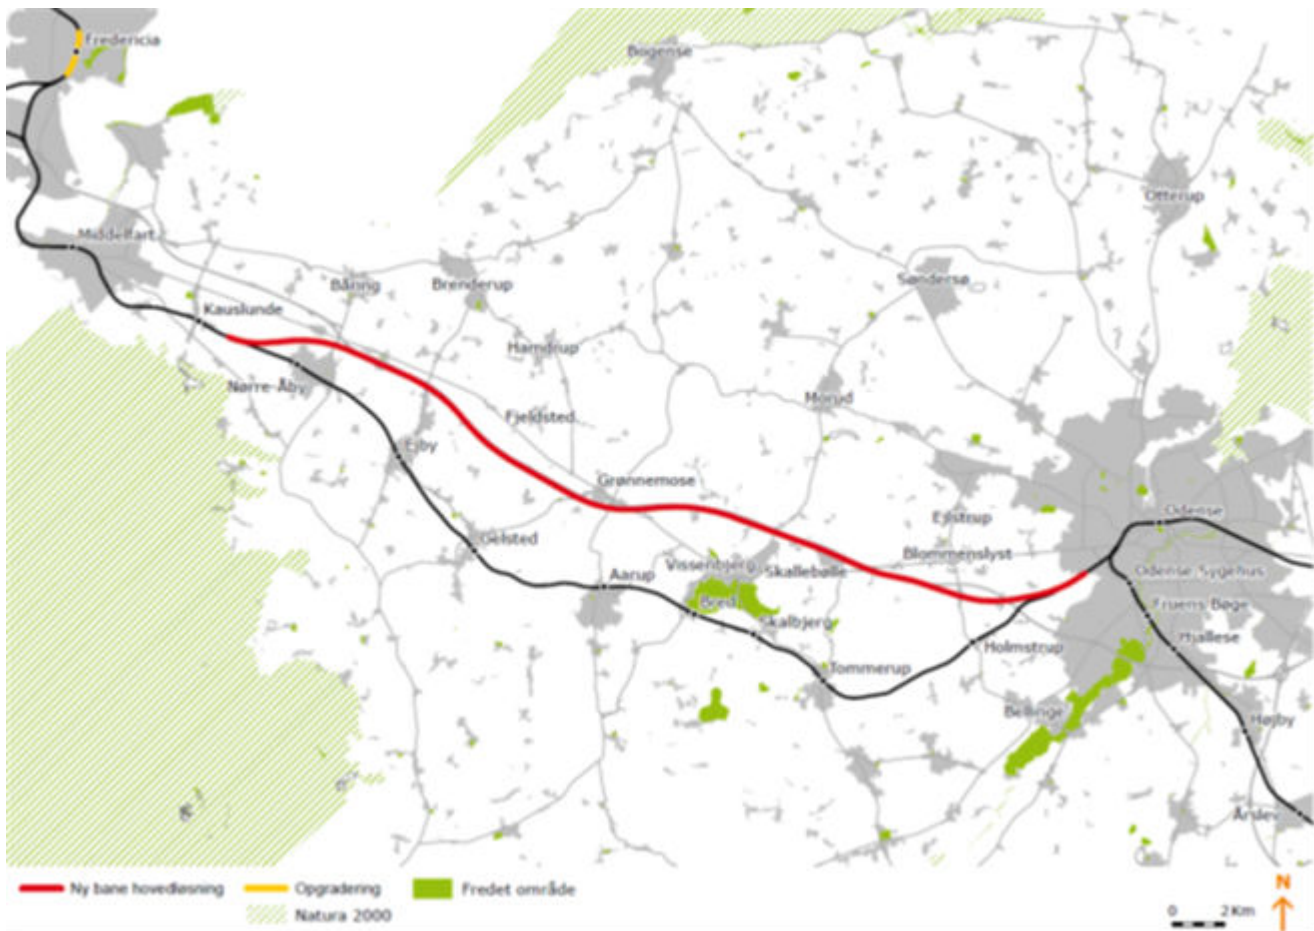 Fredericia
Bogense
Otterup
Middelfart
Båring
Brenderup
Søndersø
Kauslunde
Harndrup
Nørre-Åby
Morud
Fjeldsted
Ejby
Grønnemose
Odense
Ejlstrup
Gelsted
Blommenslyst
Vissenbjerg
Skallebølle
Aarup
Odense Sygehus
Bred
Fruens Bøge
Skalbjerg
Hjallese
Holmstrup
Tommerup
Bellinge
Højby
Årslev
Ny bane hovedløsning
Opgradering
Fredet område
Natura 2000
N
0 2 Km